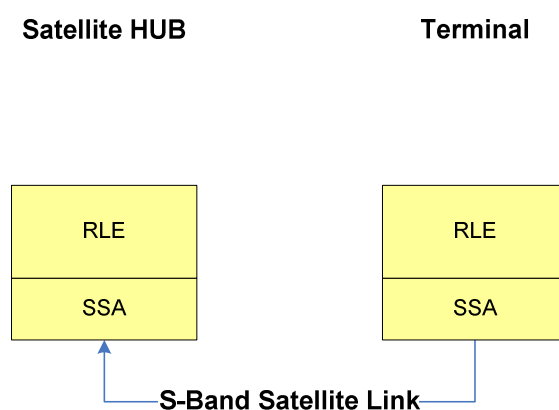 Satellite HUB
Terminal
RLE
RLE
SSA
SSA
S-Band Satellite Link